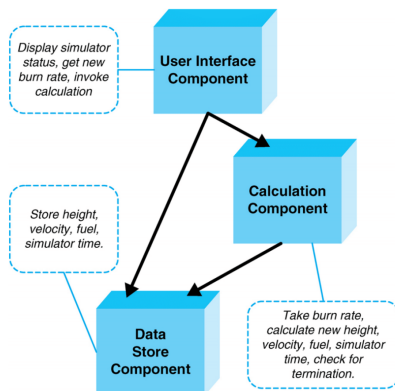 Display simulator
status, get new
burn rate, invoke
calculation
User Interface
Component
Calculation
Component
Store height,
velocity, fuel,
simulator time.
Data
Store
Component
Take burn rate,
calculate new height,
velocity, fuel, simulator
time, check for
termination.